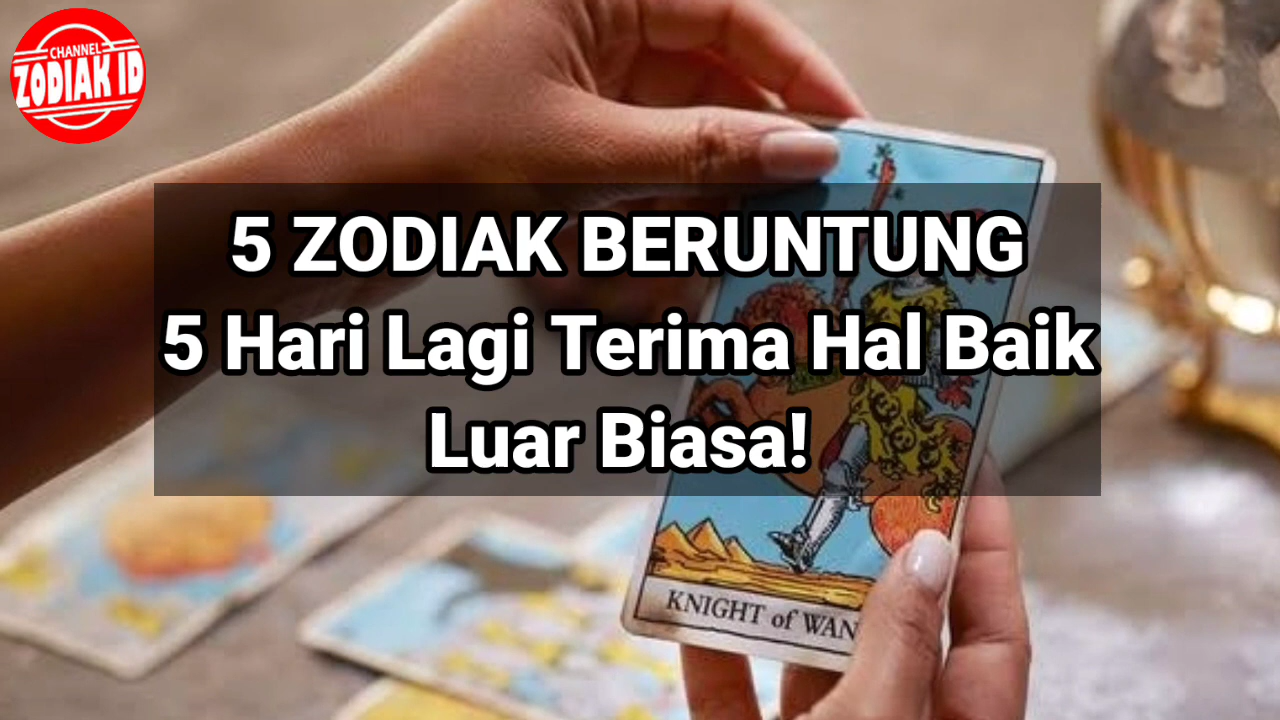 CHANNEL
ZODIAK ID
5 ZODIAK BERUNTUNG
5 Hari Lagi Terima Hal Baik
Luar Biasa!
KNIGHT of WAN